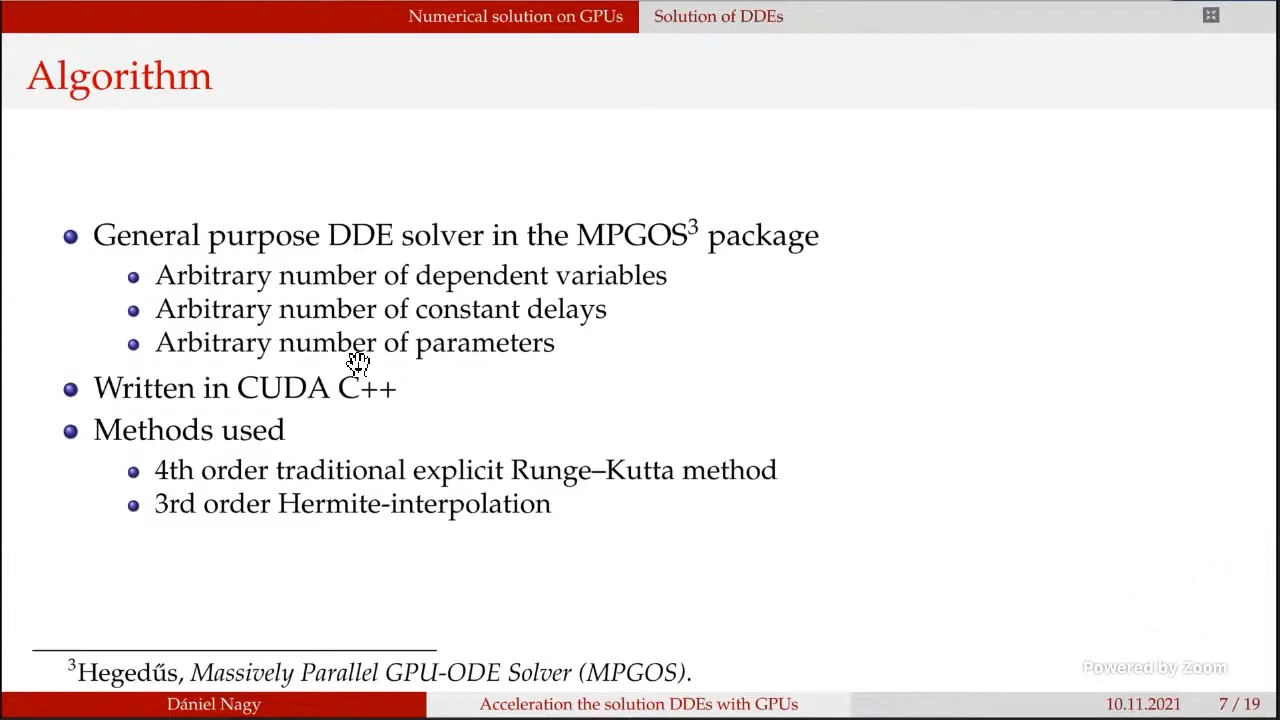 Numerical solution on GPUs Solution of DDEs
Algorithm
General purpose DDE solver in the MPGOS³ package
Arbitrary number of dependent variables
Arbitrary number of constant delays
Arbitrary number of parameters
Written in CUDA C++
Methods used
4th order traditional explicit Runge–Kutta method
3rd order Hermite-interpolation
³Hegedűs, Massively Parallel GPU-ODE Solver (MPGOS).
Powered by Zoom
Dániel Nagy Acceleration the solution DDEs with GPUs 10.11.2021 7 / 19